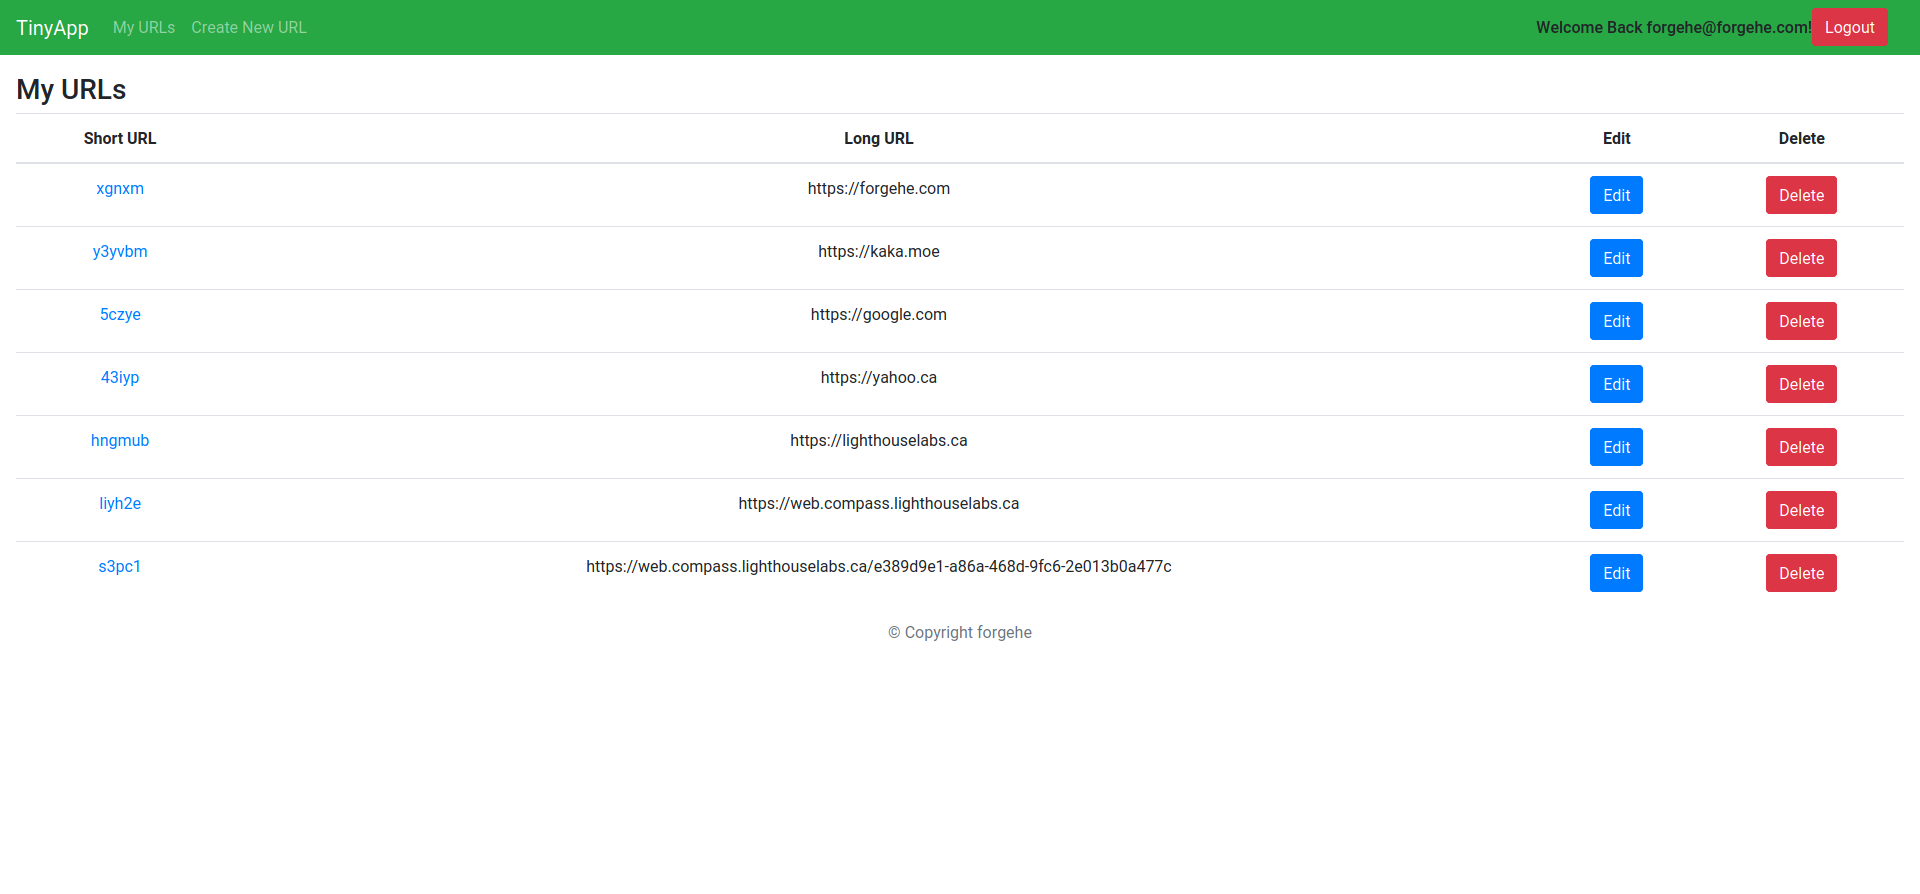 TinyApp My URLs Create New URL Welcome Back forgehe@forgehe.com! Logout
My URLs
Short URL Long URL Edit Delete
xgnxm https://forgehe.com Edit Delete
y3yvbm https://kaka.moe Edit Delete
5czye https://google.com Edit Delete
43iyp https://yahoo.ca Edit Delete
hngmub https://lighthouselabs.ca Edit Delete
liyh2e https://web.compass.lighthouselabs.ca Edit Delete
s3pc1 https://web.compass.lighthouselabs.ca/e389d9e1-a86a-468d-9fc6-2e013b0a477c Edit Delete
© Copyright forgehe